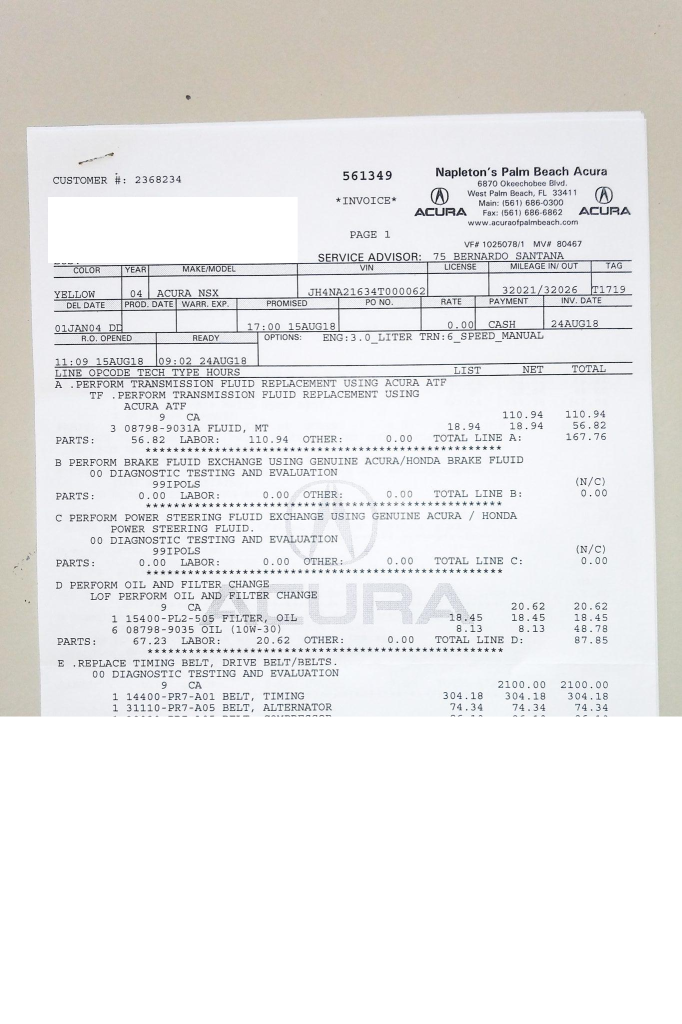 CUSTOMER #: 2368234
561349
*INVOICE*
PAGE 1
Napleton's Palm Beach Acura
6870 Okeechobee Blvd.
West Palm Beach, FL 33411
Main: (561) 686-0300
Fax: (561) 686-6862
www.acuraofpalmbeach.com
ACURA
ACURA
VF# 1025078/1 MV# 80467
SERVICE ADVISOR: 75 BERNARDO SANTANA
COLOR YEAR MAKE/MODEL VIN LICENSE MILEAGE IN/ OUT TAG
YELLOW 04 ACURA NSX JH4NA21634T000062 32021/32026 T1719
DEL DATE PROD. DATE WARR. EXP. PROMISED PO NO. RATE PAYMENT INV. DATE
01JAN04 DD 17:00 15AUG18 0.00 CASH 24AUG18
R.O. OPENED READY OPTIONS: ENG:3.0_LITER TRN:6_SPEED_MANUAL
11:09 15AUG18 09:02 24AUG18
LINE OPCODE TECH TYPE HOURS LIST NET TOTAL
A .PERFORM TRANSMISSION FLUID REPLACEMENT USING ACURA ATF
TF .PERFORM TRANSMISSION FLUID REPLACEMENT USING
ACURA ATF
9 CA 110.94 110.94
3 08798-9031A FLUID, MT 18.94 18.94 56.82
PARTS: 56.82 LABOR: 110.94 OTHER: 0.00 TOTAL LINE A: 167.76
***************************************************
B PERFORM BRAKE FLUID EXCHANGE USING GENUINE ACURA/HONDA BRAKE FLUID
00 DIAGNOSTIC TESTING AND EVALUATION
99IPOLS (N/C)
PARTS: 0.00 LABOR: 0.00 OTHER: 0.00 TOTAL LINE B: 0.00
***************************************************
C PERFORM POWER STEERING FLUID EXCHANGE USING GENUINE ACURA / HONDA
POWER STEERING FLUID.
00 DIAGNOSTIC TESTING AND EVALUATION
99IPOLS (N/C)
PARTS: 0.00 LABOR: 0.00 OTHER: 0.00 TOTAL LINE C: 0.00
***************************************************
D PERFORM OIL AND FILTER CHANGE
LOF PERFORM OIL AND FILTER CHANGE
9 CA 20.62 20.62
1 15400-PL2-505 FILTER, OIL 18.45 18.45 18.45
6 08798-9035 OIL (10W-30) 8.13 8.13 48.78
PARTS: 67.23 LABOR: 20.62 OTHER: 0.00 TOTAL LINE D: 87.85
***************************************************
ACURA
E .REPLACE TIMING BELT, DRIVE BELT/BELTS.
00 DIAGNOSTIC TESTING AND EVALUATION
9 CA 2100.00 2100.00
1 14400-PR7-A01 BELT, TIMING 304.18 304.18 304.18
1 31110-PR7-A05 BELT, ALTERNATOR 74.34 74.34 74.34